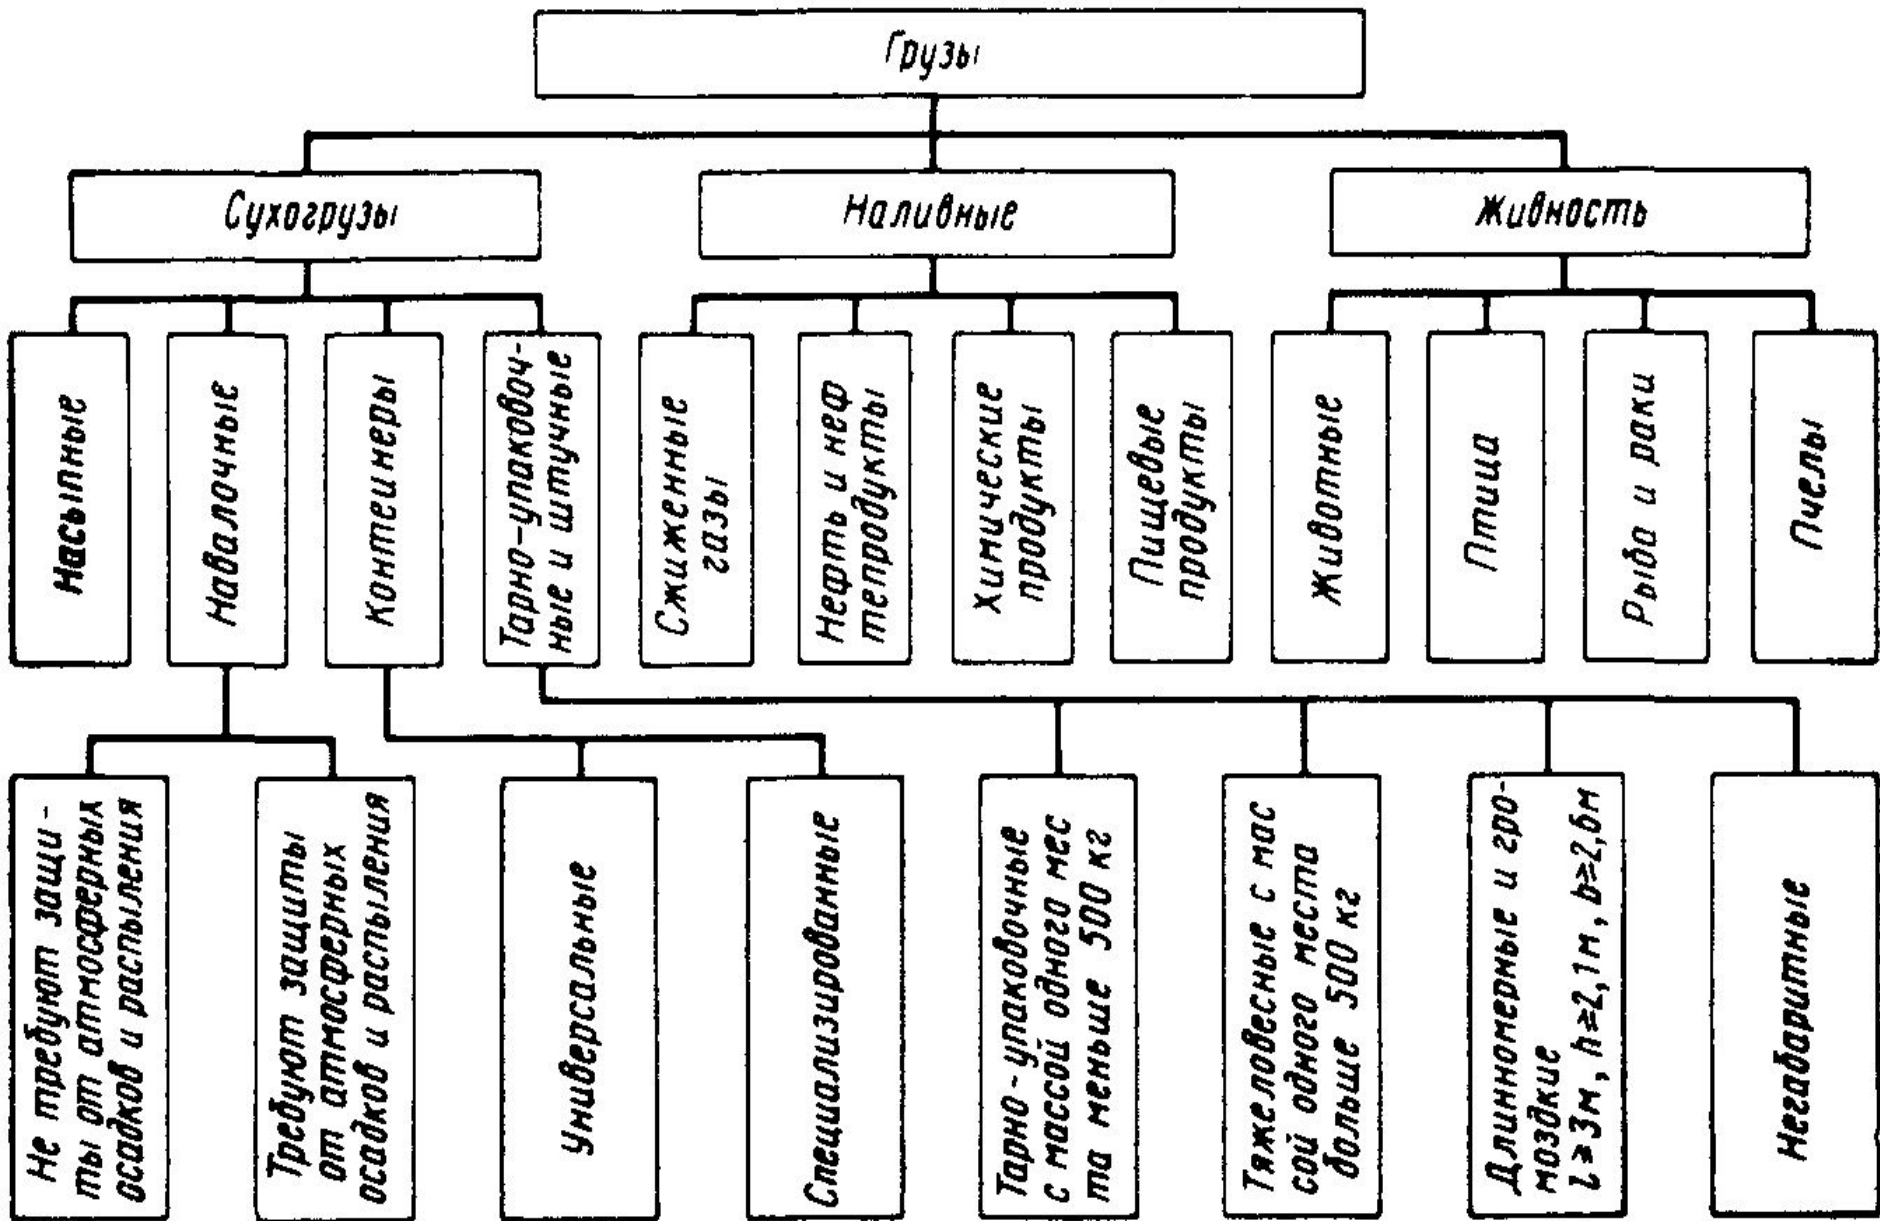 Грузы
Сухогрузы
Наливные
Живность
Насыпные
Навалочные
Контейнеры
Тарно-упаковоч-
ные и штучные
Сжиженные
газы
Нефть и неф
тепродукты
Химические
продукты
Пищевые
продукты
Животные
Птица
Рыба и раки
Пчелы
Не требуют защи-
ты от атмосферных
осадков и распыления
Требуют защиты
от атмосферных
осадков и распыления
Универсальные
Специализированные
Тарно-упаковочные
с массой одного мес
та меньше 500 кг
Тяжеловесные с мас
сой одного места
больше 500 кг
Длинномерные и гро-
моздкие
l≥3м, h≥2,1м, b≥2,6м
Негабаритные